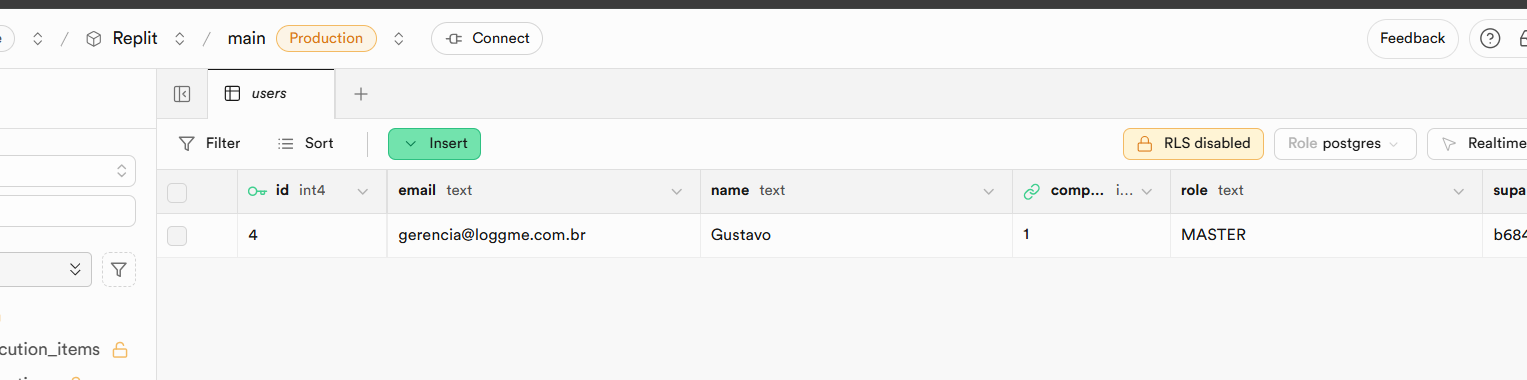 Replit / main Production Connect Feedback
users
Filter Sort Insert RLS disabled Role postgres Realtime
id int4 email text name text comp... i... role text supa
4 gerencia@loggme.com.br Gustavo 1 MASTER b684
cution_items